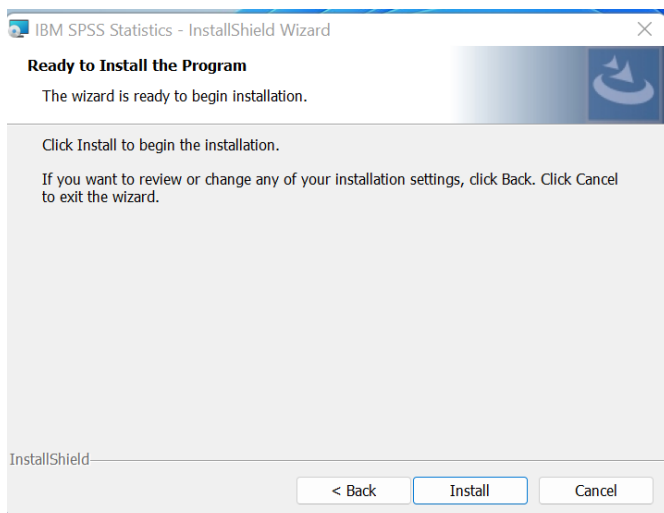 IBM SPSS Statistics - InstallShield Wizard
Ready to Install the Program
The wizard is ready to begin installation.
Click Install to begin the installation.
If you want to review or change any of your installation settings, click Back. Click Cancel
to exit the wizard.
InstallShield
< Back
Install
Cancel